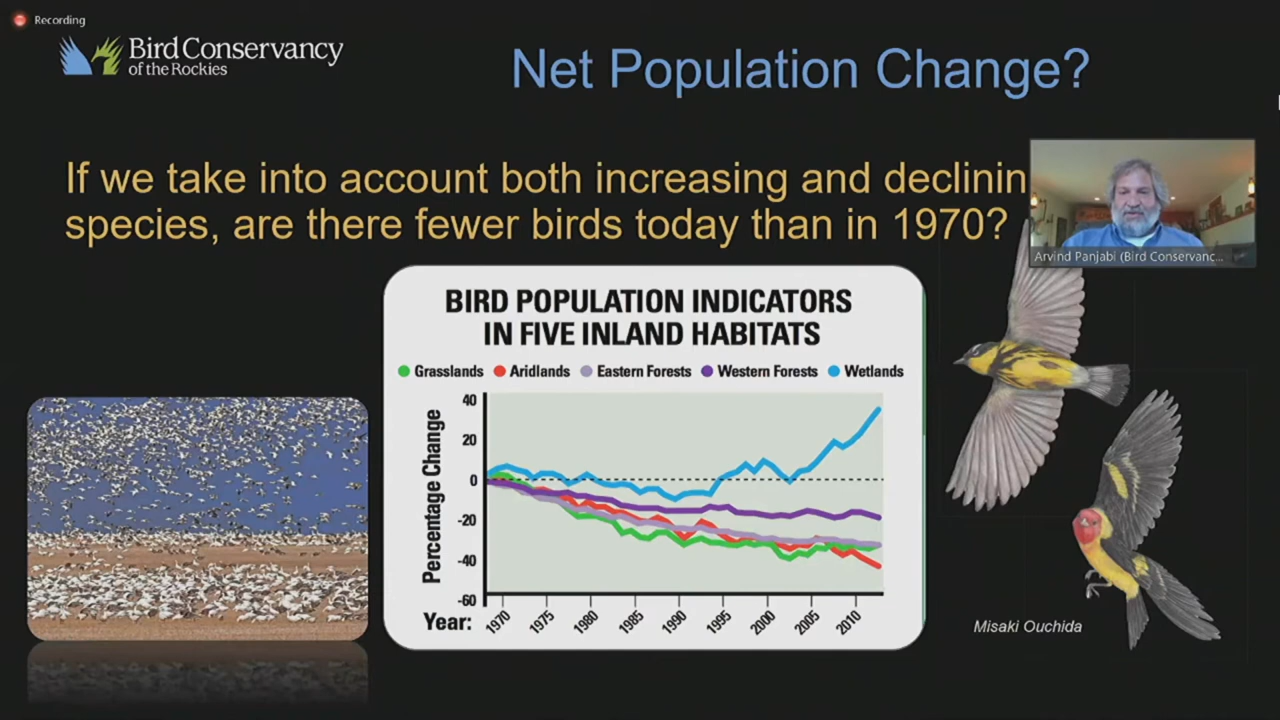 Recording
Bird Conservancy
of the Rockies
Net Population Change?
If we take into account both increasing and declinin
species, are there fewer birds today than in 1970?
Arvind Panjabi (Bird Conservanc...
BIRD POPULATION INDICATORS
IN FIVE INLAND HABITATS
Grasslands Aridlands Eastern Forests Western Forests Wetlands
Percentage Change
40
20
0
-20
-40
-60
Year: 1970 1975 1980 1985 1990 1995 2000 2005 2010
Misaki Ouchida